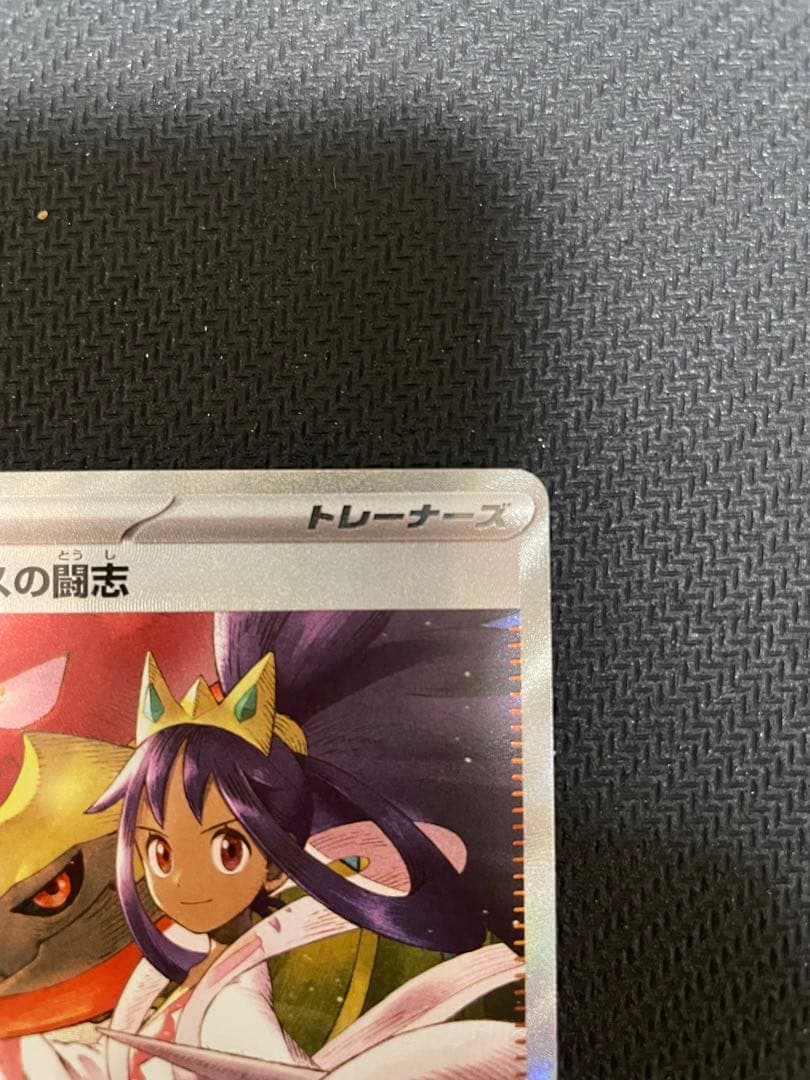 トレーナーズ
とう し
スの闘志